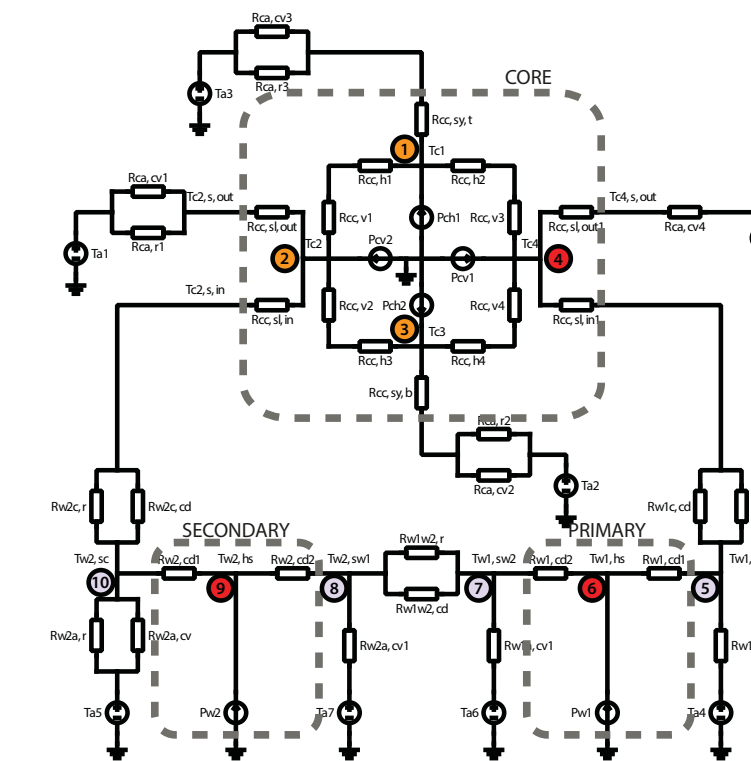 Rca, cv3
Rca, r3
Ta3
CORE
Rcc, sy, t
1
Tc1
Rcc, h1
Rcc, h2
Rca, cv1
Tc2, s, out
Tc4, s, out
Rca, r1
Rcc, sl, out
Rcc, v1
Pch1
Rcc, v3
Rcc, sl, out1
Rca, cv4
Ta1
2
Tc2
Pcv2
Pcv1
Tc4
4
Tc2, s, in
Rcc, sl, in
Rcc, v2
Pch2
Rcc, v4
Rcc, sl, in1
3
Tc3
Rcc, h3
Rcc, h4
Rcc, sy, b
Rca, r2
Rca, cv2
Ta2
Rw2c, r
Rw2c, cd
Rw1c, cd
SECONDARY
PRIMARY
Tw2, sc
Rw2, cd1
Tw2, hs
Rw2, cd2
Tw2, sw1
Rw1w2, r
Tw1, sw2
Rw1, cd2
Tw1, hs
Rw1, cd1
Tw1,
10
9
8
7
6
5
Rw1w2, cd
Rw2a, r
Rw2a, cv
Rw2a, cv1
Rw1
Ta5
Pw2
Ta7
Ta6
Pw1
Ta4